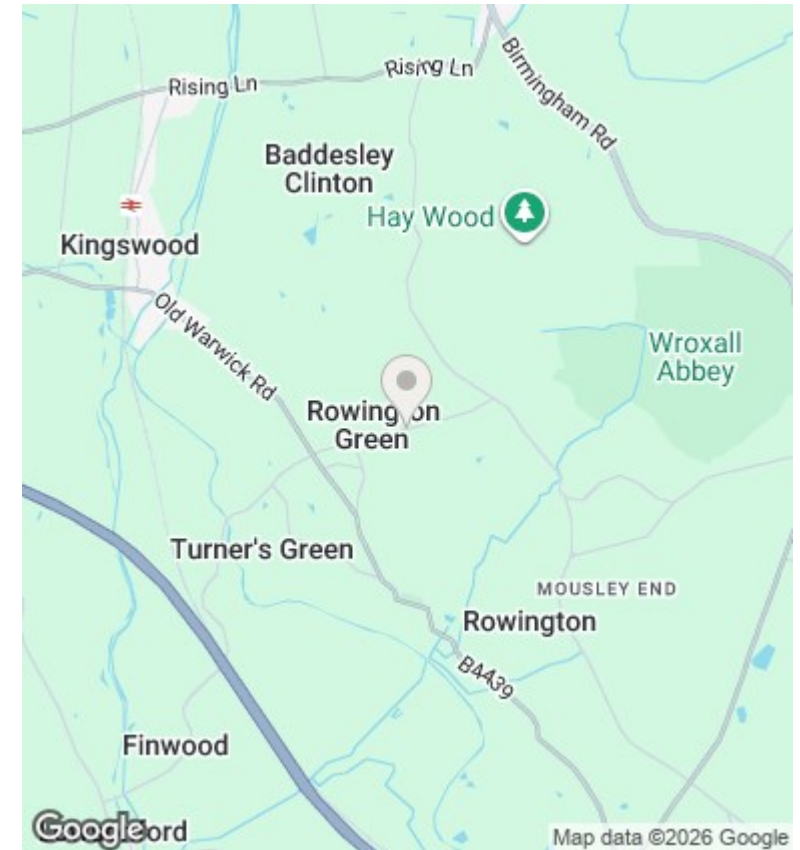 Rising Ln
Rising Ln
Birmingham Rd
Baddesley
Clinton
Hay Wood
Kingswood
Old Warwick Rd
Wroxall
Abbey
Rowington
Green
Turner's Green
MOUSLEY END
Rowington
B4439
Finwood
Google
Map data ©2026 Google